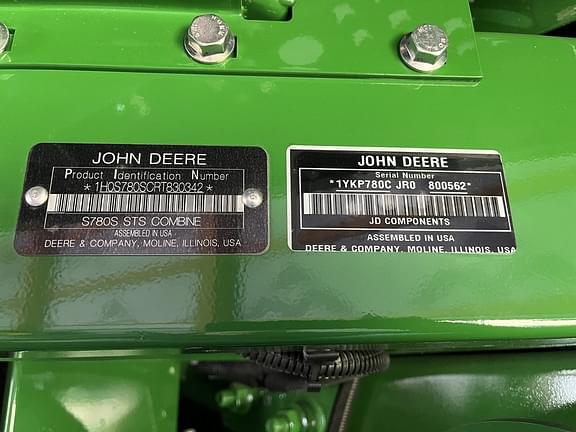 JOHN DEERE
Product Identification Number
*1H0S780SCRT830342*
S780S STS COMBINE
ASSEMBLED IN USA
DEERE & COMPANY, MOLINE, ILLINOIS, USA
JOHN DEERE
Serial Number
*1YKP780C JR0 800562*
JD COMPONENTS
ASSEMBLED IN USA
DEERE & COMPANY, MOLINE, ILLINOIS, USA